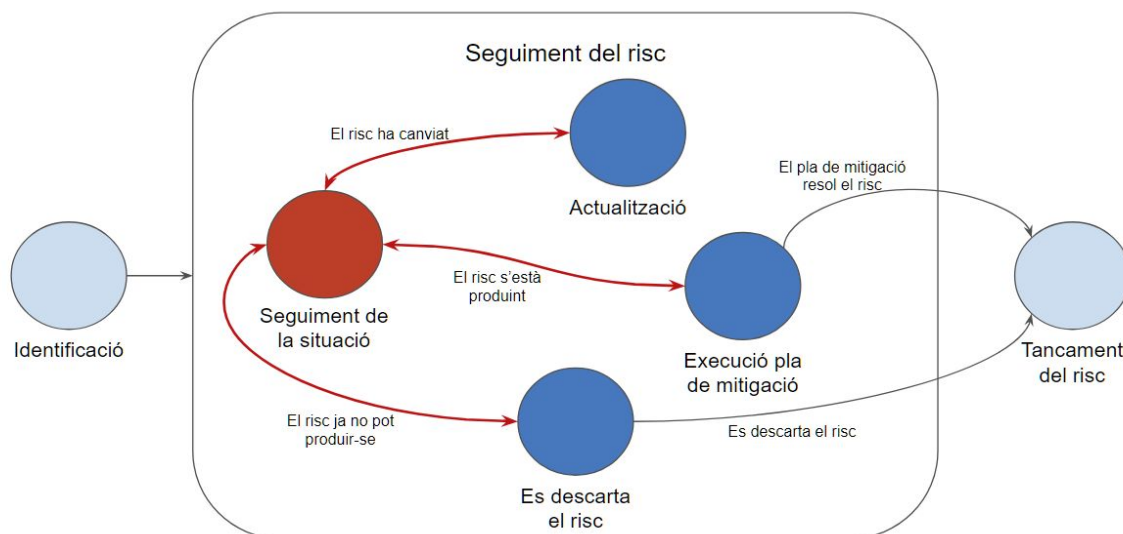 Seguiment del risc
El risc ha canviat
Actualització
El pla de mitigació
resol el risc
Identificació
Seguiment de
la situació
El risc s'està
produint
Execució pla
de mitigació
Tancament
del risc
El risc ja no pot
produir-se
Es descarta el risc
Es descarta
el risc